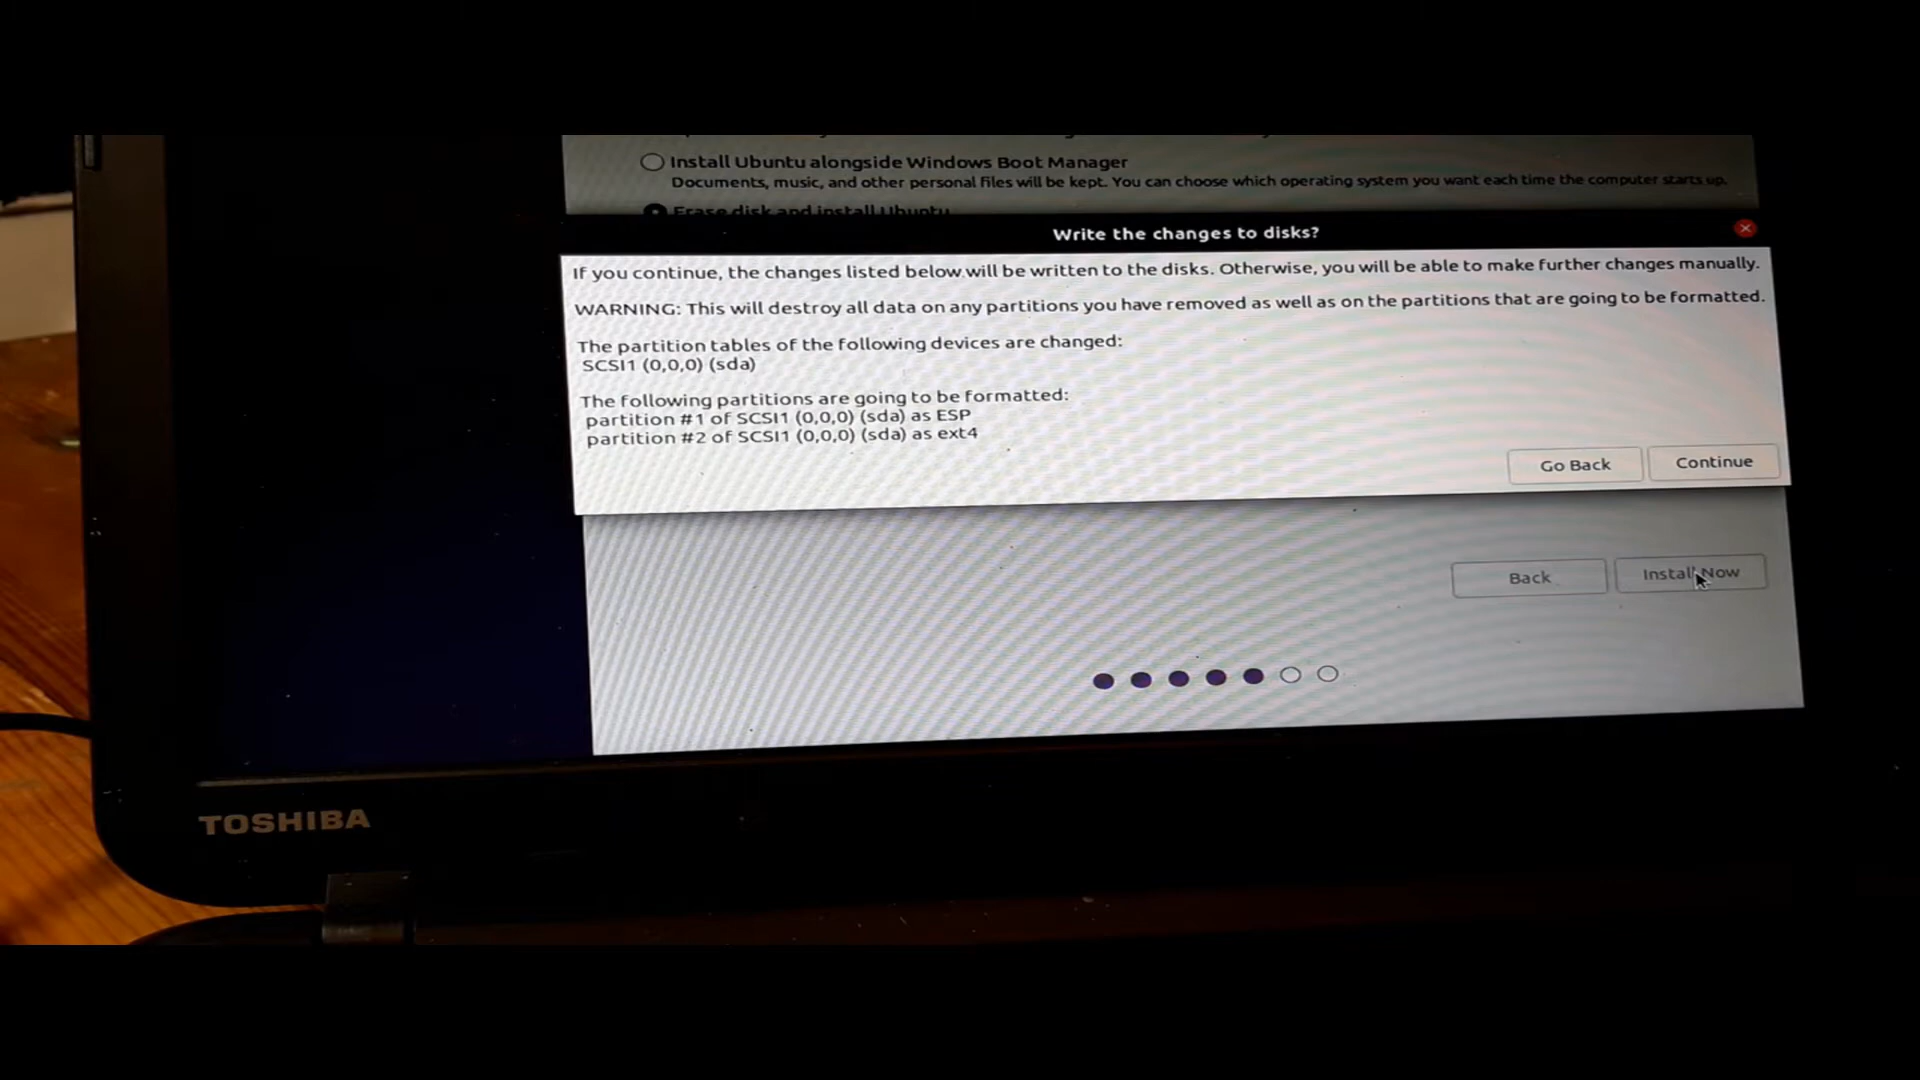 Install Ubuntu alongside Windows Boot Manager
Documents, music, and other personal files will be kept. You can choose which operating system you want each time the computer starts up.
Erase disk and install Ubuntu
Write the changes to disks?
If you continue, the changes listed below will be written to the disks. Otherwise, you will be able to make further changes manually.
WARNING: This will destroy all data on any partitions you have removed as well as on the partitions that are going to be formatted.
The partition tables of the following devices are changed:
SCSI1 (0,0,0) (sda)
The following partitions are going to be formatted:
partition #1 of SCSI1 (0,0,0) (sda) as ESP
partition #2 of SCSI1 (0,0,0) (sda) as ext4
Go Back
Continue
Back
Install Now
TOSHIBA